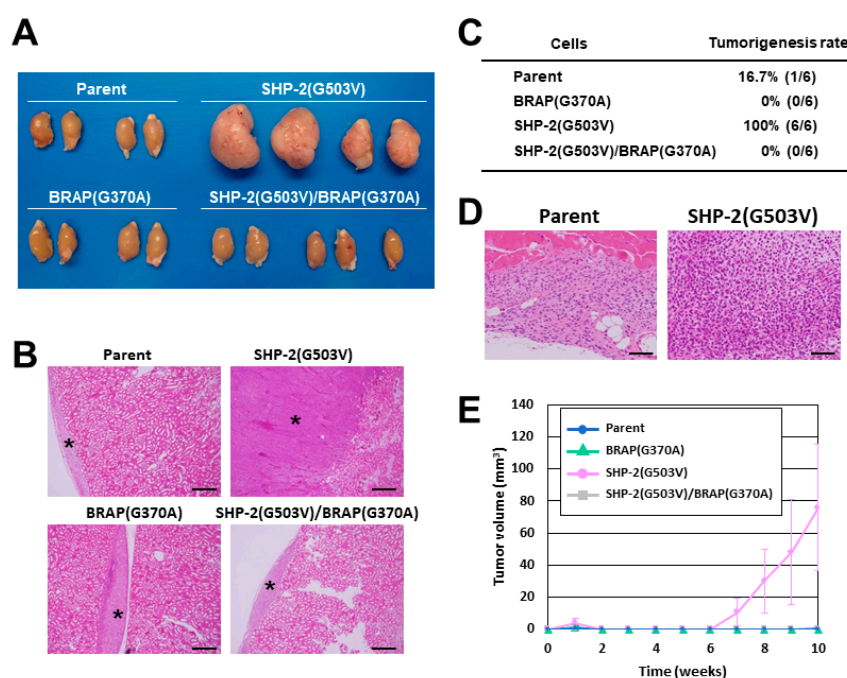 A
Parent SHP-2(G503V)
BRAP(G370A) SHP-2(G503V)/BRAP(G370A)
B
Parent SHP-2(G503V)
*
*
BRAP(G370A) SHP-2(G503V)/BRAP(G370A)
*
*
C
Cells Tumorigenesis rate
Parent 16.7% (1/6)
BRAP(G370A) 0% (0/6)
SHP-2(G503V) 100% (6/6)
SHP-2(G503V)/BRAP(G370A) 0% (0/6)
D
Parent SHP-2(G503V)
E
Tumor volume (mm³)
140
120
100
80
60
40
20
0
Parent
BRAP(G370A)
SHP-2(G503V)
SHP-2(G503V)/BRAP(G370A)
0 2 4 6 8 10
Time (weeks)